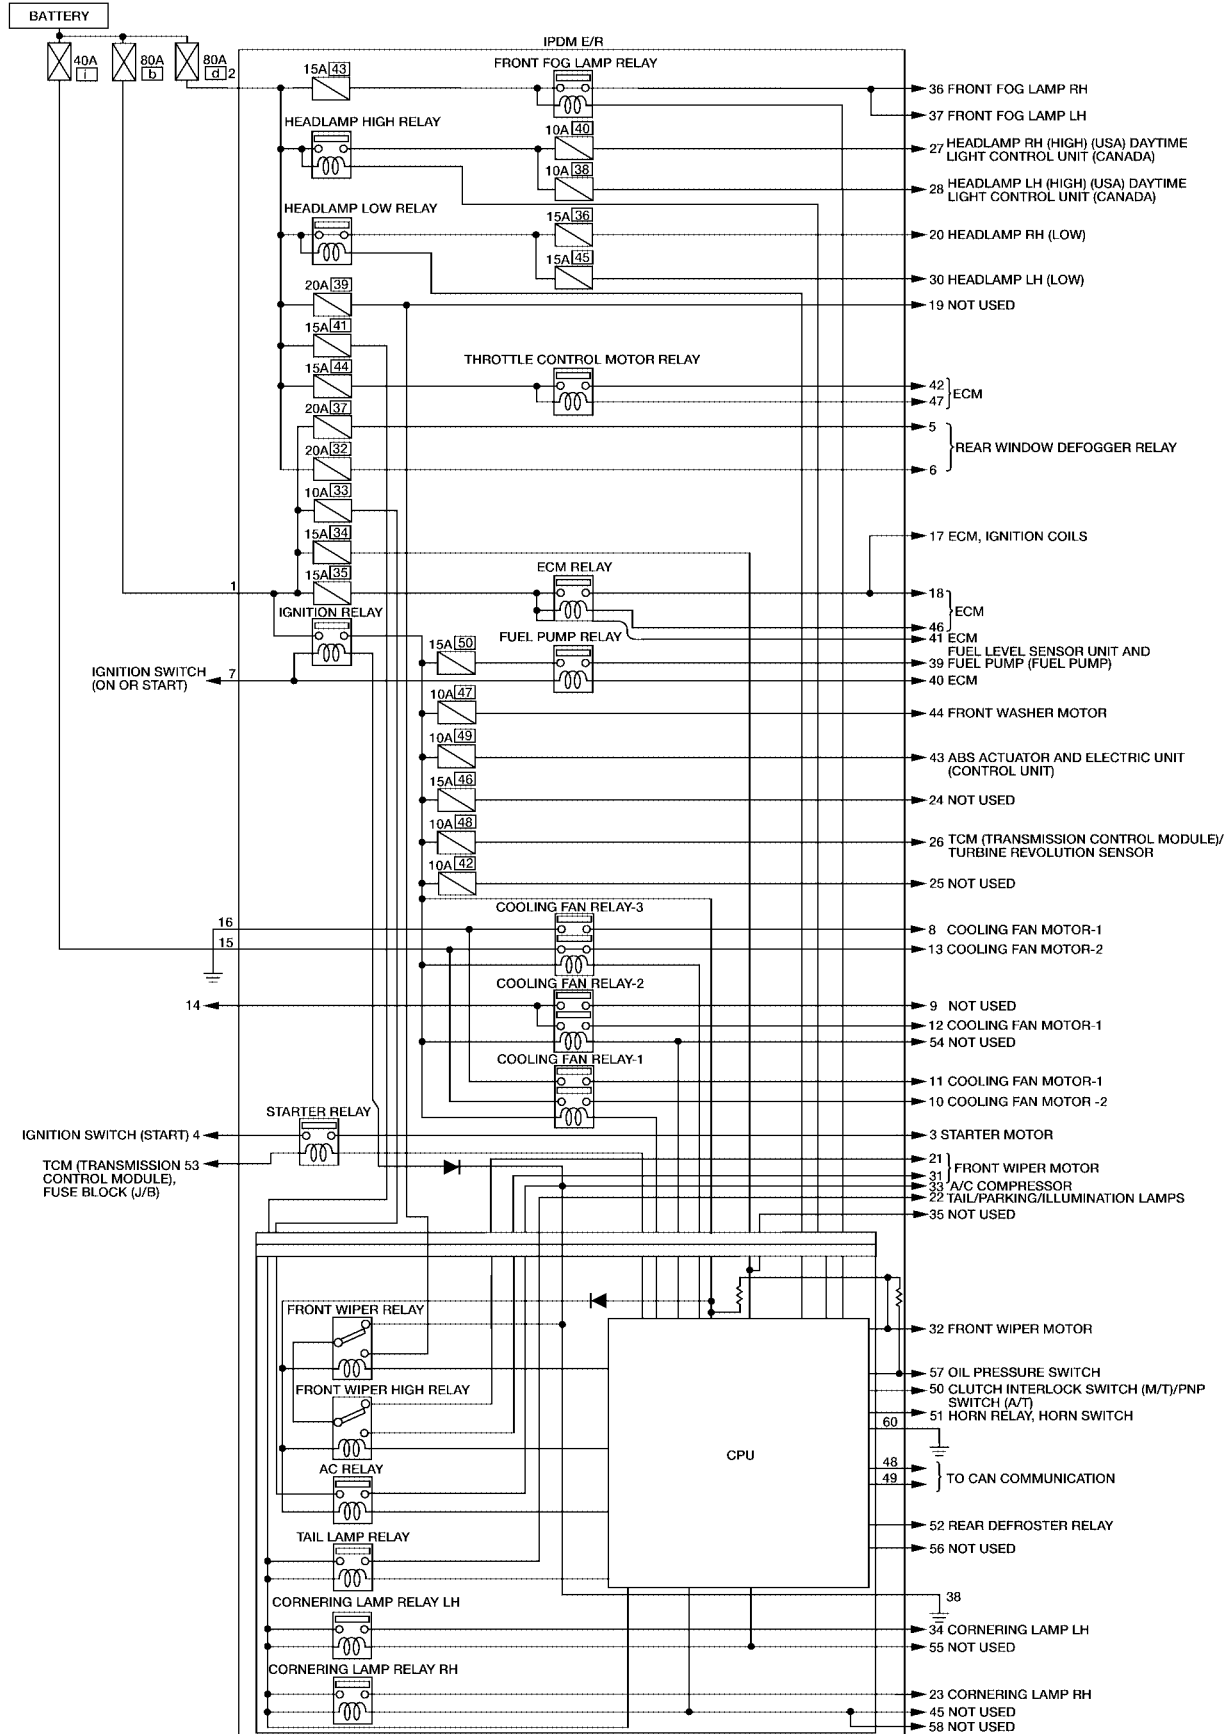 BATTERY
40A
i
80A
b
80A
d
2
IPDM E/R
FRONT FOG LAMP RELAY
15A 43
36 FRONT FOG LAMP RH
37 FRONT FOG LAMP LH
HEADLAMP HIGH RELAY
10A 40
27 HEADLAMP RH (HIGH) (USA) DAYTIME
LIGHT CONTROL UNIT (CANADA)
10A 38
28 HEADLAMP LH (HIGH) (USA) DAYTIME
LIGHT CONTROL UNIT (CANADA)
HEADLAMP LOW RELAY
15A 36
20 HEADLAMP RH (LOW)
15A 45
30 HEADLAMP LH (LOW)
20A 39
19 NOT USED
15A 41
THROTTLE CONTROL MOTOR RELAY
15A 44
42
47
ECM
20A 37
5
REAR WINDOW DEFOGGER RELAY
20A 32
6
10A 33
15A 34
17 ECM, IGNITION COILS
ECM RELAY
15A 35
1
18
ECM
46
IGNITION RELAY
FUEL PUMP RELAY
41 ECM
15A 50
FUEL LEVEL SENSOR UNIT AND
39 FUEL PUMP (FUEL PUMP)
IGNITION SWITCH
(ON OR START)
7
40 ECM
10A 47
44 FRONT WASHER MOTOR
10A 49
43 ABS ACTUATOR AND ELECTRIC UNIT
(CONTROL UNIT)
15A 46
24 NOT USED
10A 48
26 TCM (TRANSMISSION CONTROL MODULE)/
TURBINE REVOLUTION SENSOR
10A 42
25 NOT USED
COOLING FAN RELAY-3
16
8 COOLING FAN MOTOR-1
15
13 COOLING FAN MOTOR-2
COOLING FAN RELAY-2
14
9 NOT USED
12 COOLING FAN MOTOR-1
54 NOT USED
COOLING FAN RELAY-1
11 COOLING FAN MOTOR-1
10 COOLING FAN MOTOR -2
STARTER RELAY
IGNITION SWITCH (START) 4
3 STARTER MOTOR
TCM (TRANSMISSION 53
CONTROL MODULE),
FUSE BLOCK (J/B)
21
31
FRONT WIPER MOTOR
33 A/C COMPRESSOR
22 TAIL/PARKING/ILLUMINATION LAMPS
35 NOT USED
FRONT WIPER RELAY
32 FRONT WIPER MOTOR
57 OIL PRESSURE SWITCH
FRONT WIPER HIGH RELAY
50 CLUTCH INTERLOCK SWITCH (M/T)/PNP
SWITCH (A/T)
51 HORN RELAY, HORN SWITCH
60
CPU
AC RELAY
48
49
TO CAN COMMUNICATION
52 REAR DEFROSTER RELAY
TAIL LAMP RELAY
56 NOT USED
38
CORNERING LAMP RELAY LH
34 CORNERING LAMP LH
55 NOT USED
CORNERING LAMP RELAY RH
23 CORNERING LAMP RH
45 NOT USED
58 NOT USED